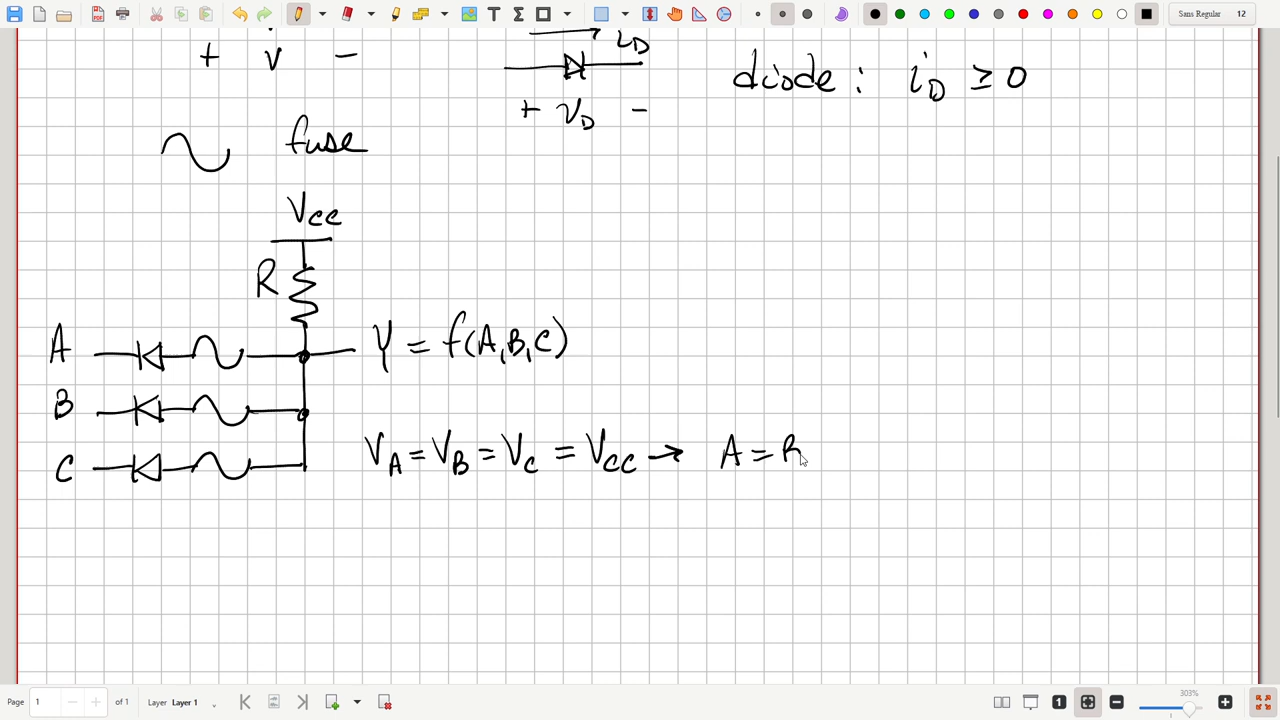 Sans Regular 12
+ v −
i_D
+ v_D −
diode : i_D ≥ 0
fuse
V_CC
R
A
Y = f(A,B,C)
B
C
V_A = V_B = V_C = V_CC → A = B
Page 1 of 1 Layer Layer 1
303%